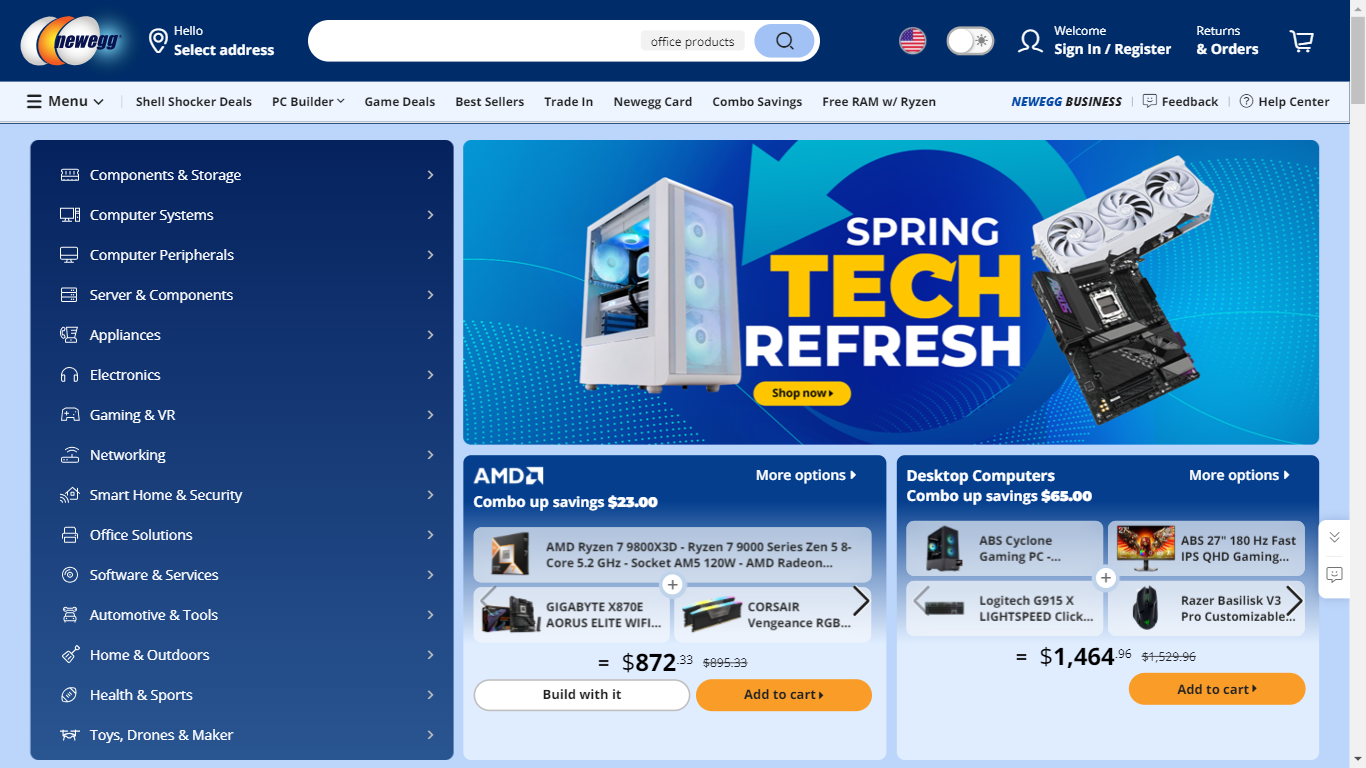 newegg
Hello
Select address
office products
Welcome
Sign In / Register
Returns
& Orders
Menu
Shell Shocker Deals
PC Builder
Game Deals
Best Sellers
Trade In
Newegg Card
Combo Savings
Free RAM w/ Ryzen
NEWEGG BUSINESS
Feedback
Help Center
Components & Storage
Computer Systems
Computer Peripherals
Server & Components
Appliances
Electronics
Gaming & VR
Networking
Smart Home & Security
Office Solutions
Software & Services
Automotive & Tools
Home & Outdoors
Health & Sports
Toys, Drones & Maker
SPRING
TECH
REFRESH
Shop now
AMD
More options
Combo up savings $23.00
AMD Ryzen 7 9800X3D - Ryzen 7 9000 Series Zen 5 8-
Core 5.2 GHz - Socket AM5 120W - AMD Radeon...
+
GIGABYTE X870E
AORUS ELITE WIFI...
CORSAIR
Vengeance RGB...
= $872.33 $895.33
Build with it
Add to cart
Desktop Computers
More options
Combo up savings $65.00
ABS Cyclone
Gaming PC -...
27"
ABS 27" 180 Hz Fast
IPS QHD Gaming...
+
Logitech G915 X
LIGHTSPEED Click...
Razer Basilisk V3
Pro Customizable...
= $1,464.96 $1,529.96
Add to cart